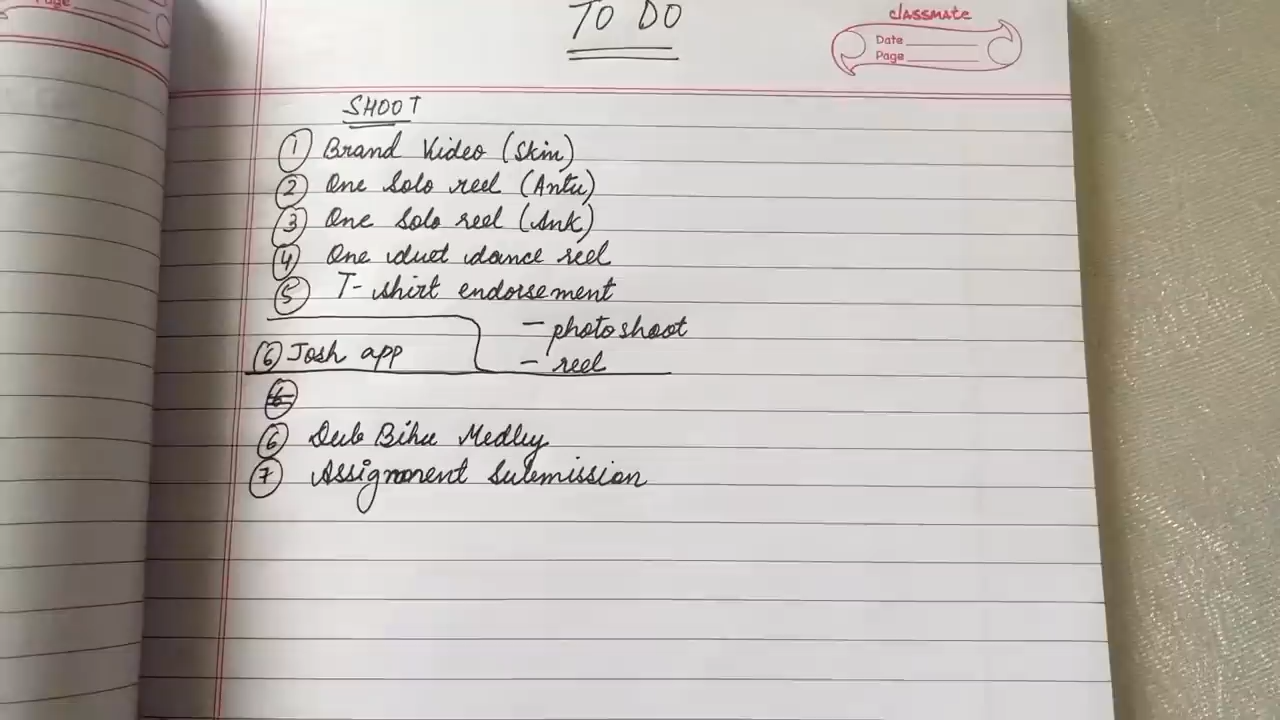 Page
TO DO
classmate
Date
Page
SHOOT
① Brand Video (Skin)
② One Solo reel (Antu)
③ One Solo reel (Ank)
④ One duet dance reel
⑤ T-shirt endorsement
– photoshoot
⑥ Josh app
– reel
6
⑥ Dub Bihu Medley
⑦ Assignment Submission